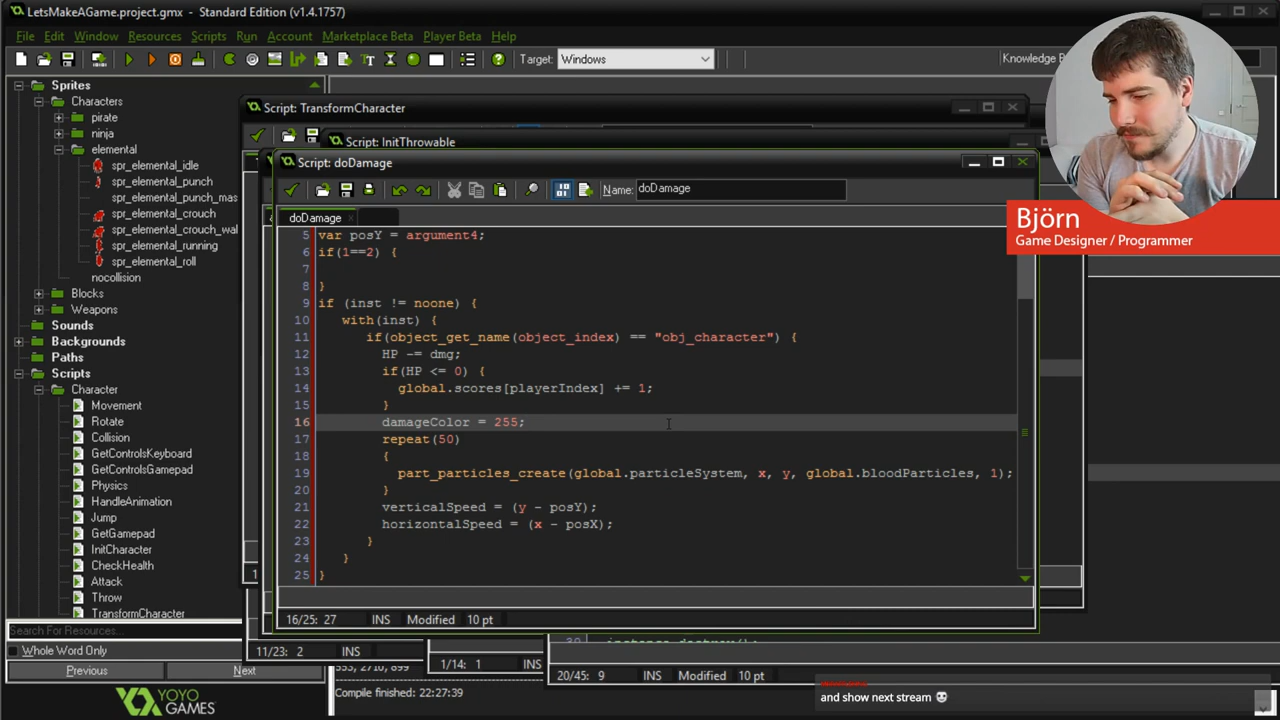 LetsMakeAGame.project.gmx - Standard Edition (v1.4.1757)
File Edit Window Resources Scripts Run Account Marketplace Beta Player Beta Help
Target: Windows
Knowledge B
Sprites
Characters
pirate
ninja
elemental
spr_elemental_idle
spr_elemental_punch
spr_elemental_punch_mas
spr_elemental_crouch
spr_elemental_crouch_wal
spr_elemental_running
spr_elemental_roll
nocollision
Blocks
Weapons
Sounds
Backgrounds
Paths
Scripts
Character
Movement
Rotate
Collision
GetControlsKeyboard
GetControlsGamepad
Physics
HandleAnimation
Jump
GetGamepad
InitCharacter
CheckHealth
Attack
Throw
TransformCharacter
Search For Resources...
Whole Word Only
Previous Next
YOYO
GAMES™
Script: TransformCharacter
Script: InitThrowable
Script: doDamage
Name: doDamage
doDamage
5 var posY = argument4;
6 if(1==2) {
7
8 }
9 if (inst != noone) {
10 with(inst) {
11 if(object_get_name(object_index) == "obj_character") {
12 HP -= dmg;
13 if(HP <= 0) {
14 global.scores[playerIndex] += 1;
15 }
16 damageColor = 255;
17 repeat(50)
18 {
19 part_particles_create(global.particleSystem, x, y, global.bloodParticles, 1);
20 }
21 verticalSpeed = (y - posY);
22 horizontalSpeed = (x - posX);
23 }
24 }
25 }
16/25: 27 INS Modified 10 pt
11/23: 2 INS
1/14: 1 INS
20/45: 9 INS Modified 10 pt
Compile finished: 22:27:39
Björn
Game Designer / Programmer
and show next stream